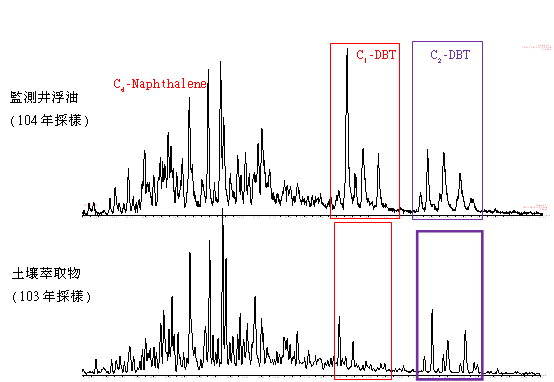 C₁-DBT
C₂-DBT
C₄-Naphthalene
監測井浮油
(104年採樣)
土壤萃取物
(103年採樣)